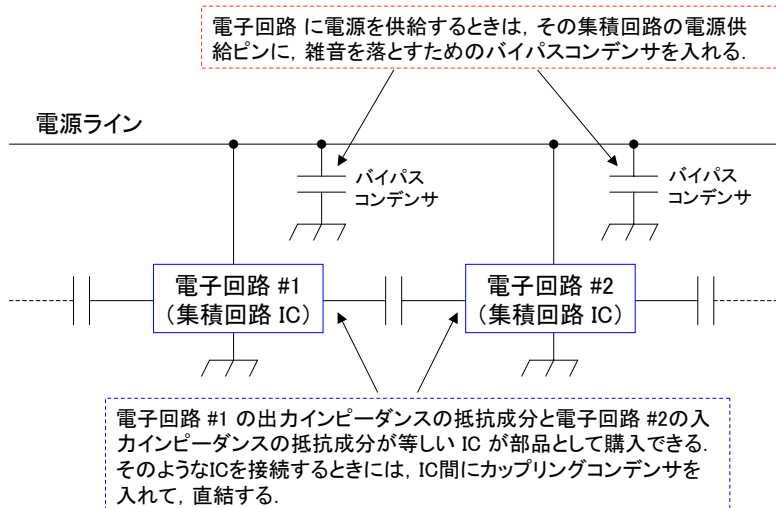 電子回路 に電源を供給するときは, その集積回路の電源供
給ピンに, 雑音を落とすためのバイパスコンデンサを入れる.
電源ライン
バイパス
コンデンサ
バイパス
コンデンサ
電子回路 #1
(集積回路 IC)
電子回路 #2
(集積回路 IC)
電子回路 #1 の出力インピーダンスの抵抗成分と電子回路 #2の入
力インピーダンスの抵抗成分が等しい IC が部品として購入できる.
そのようなICを接続するときには, IC間にカップリングコンデンサを
入れて, 直結する.